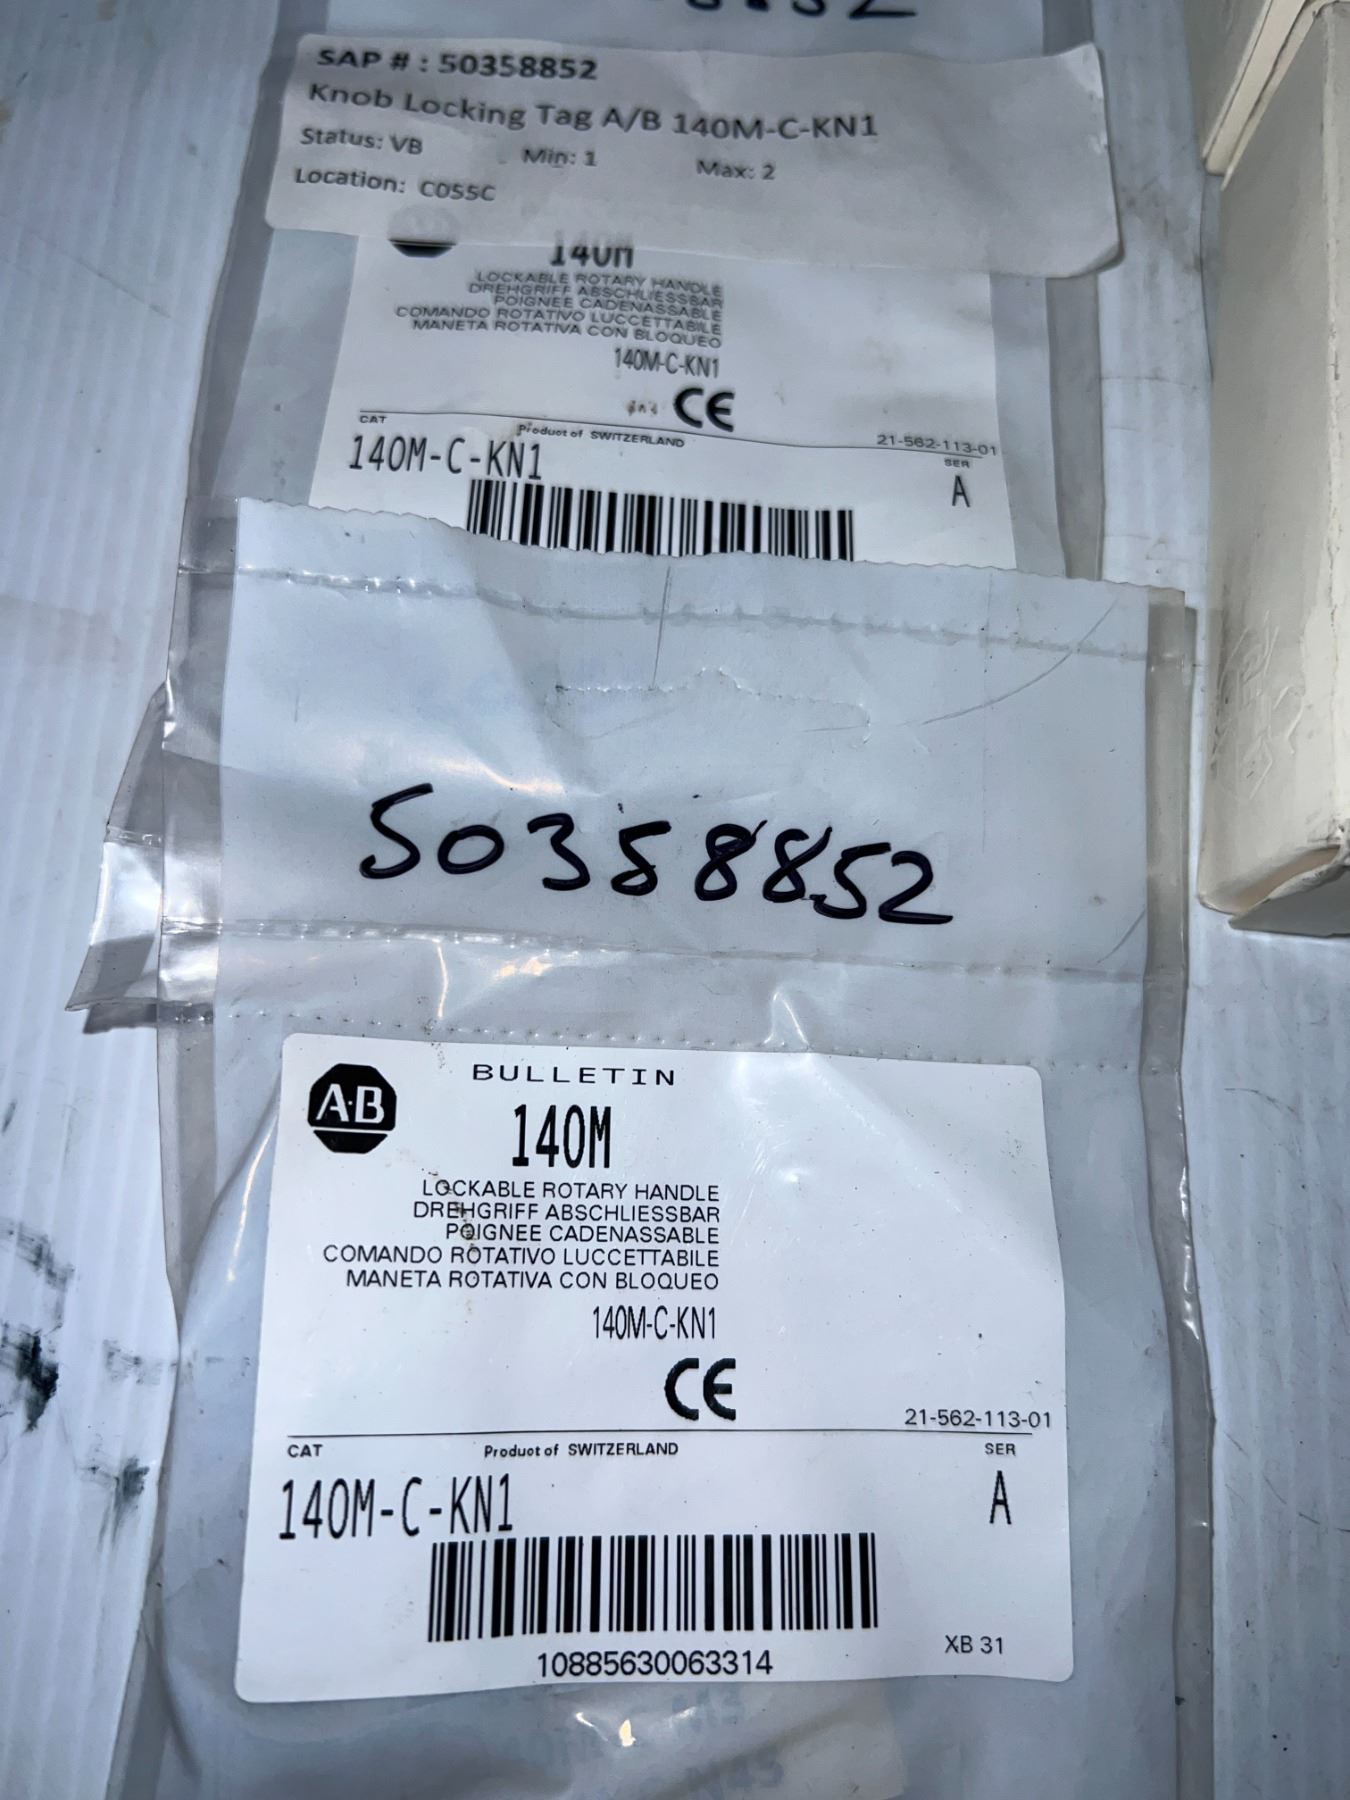 SAP # : 50358852
Knob Locking Tag A/B 140M-C-KN1
Status: VB Min: 1 Max: 2
Location: C055C
140M
LOCKABLE ROTARY HANDLE
DREHGRIFF ABSCHLIESSBAR
POIGNEE CADENASSABLE
COMANDO ROTATIVO LUCCETTABILE
MANETA ROTATIVA CON BLOQUEO
140M-C-KN1
CE
CAT Product of SWITZERLAND 21-562-113-01
SER
140M-C-KN1 A
50358852
A·B BULLETIN
140M
LOCKABLE ROTARY HANDLE
DREHGRIFF ABSCHLIESSBAR
POIGNEE CADENASSABLE
COMANDO ROTATIVO LUCCETTABILE
MANETA ROTATIVA CON BLOQUEO
140M-C-KN1
CE
21-562-113-01
CAT Product of SWITZERLAND SER
140M-C-KN1 A
10885630063314 XB 31